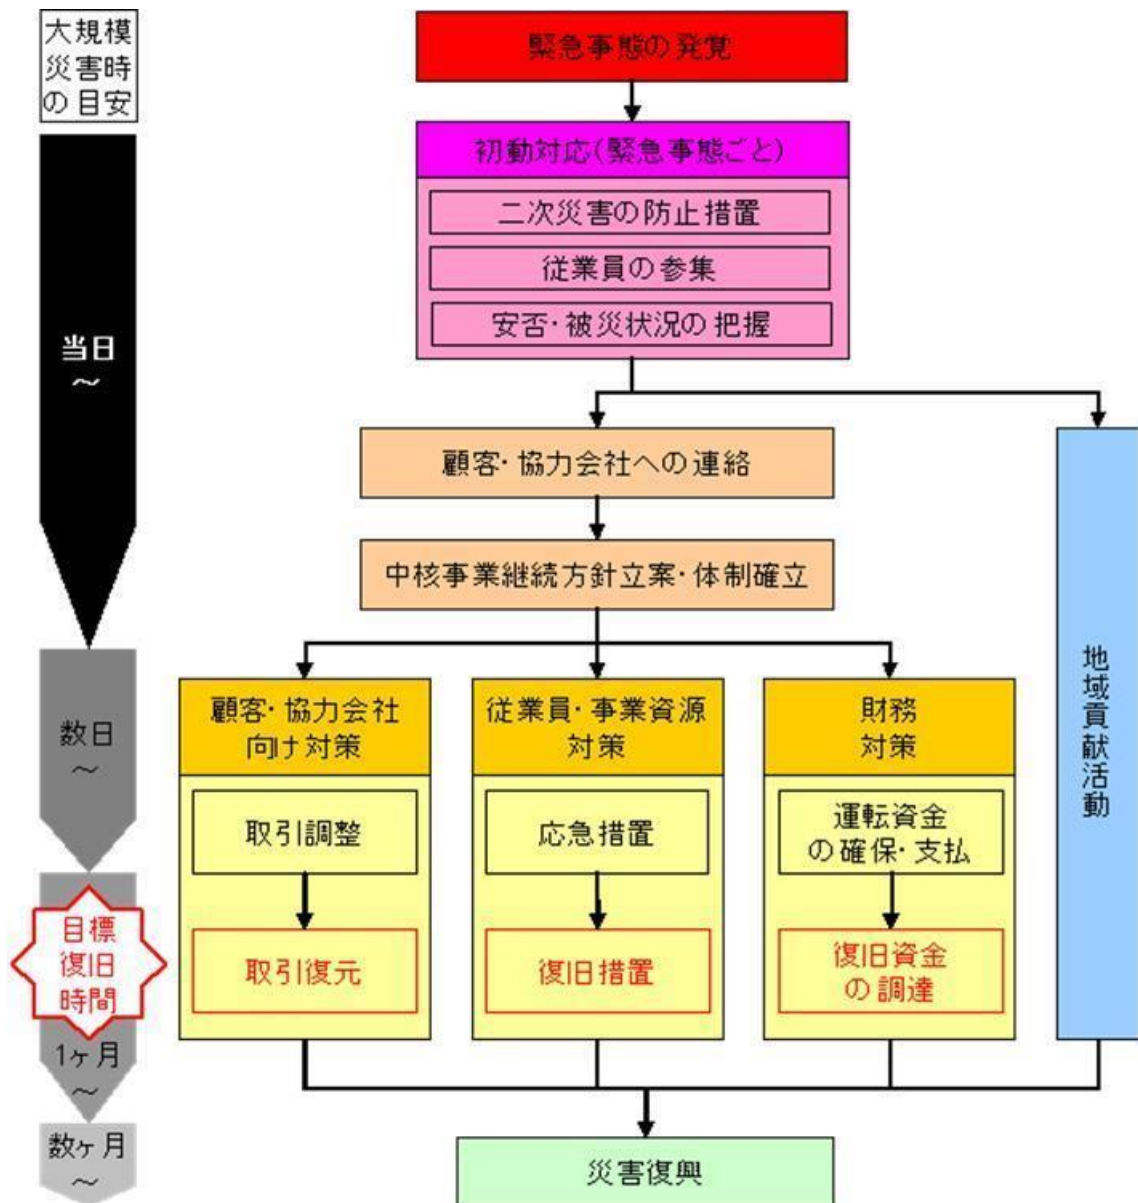 大規模
災害時
の目安
緊急事態の発覚
初動対応(緊急事態ごと)
二次災害の防止措置
従業員の参集
安否・被災状況の把握
当日
～
顧客・協力会社への連絡
中核事業継続方針立案・体制確立
地域貢献活動
数日
～
顧客・協力会社
向け対策
取引調整
取引復元
従業員・事業資源
対策
応急措置
復旧措置
財務
対策
運転資金
の確保・支払
復旧資金
の調達
目標
復旧
時間
1ヶ月
～
数ヶ月
～
災害復興